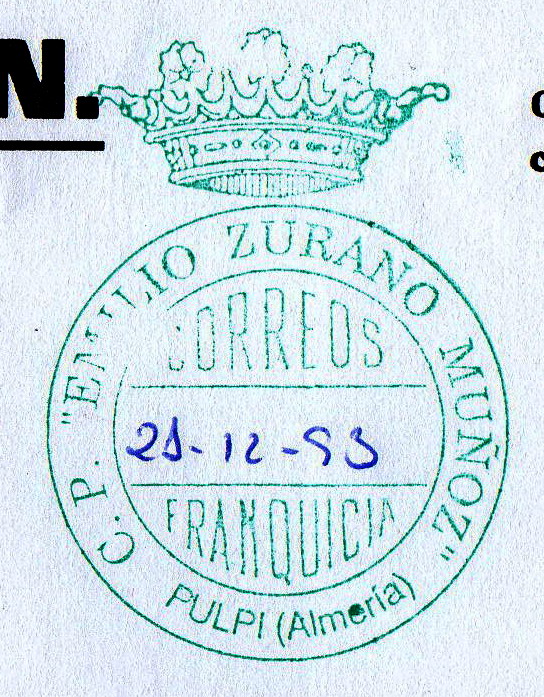 N.
C.P. "EMILIO ZURANO MUÑOZ"
CORREOS
21-12-93
FRANQUICIA
PULPI (Almería)